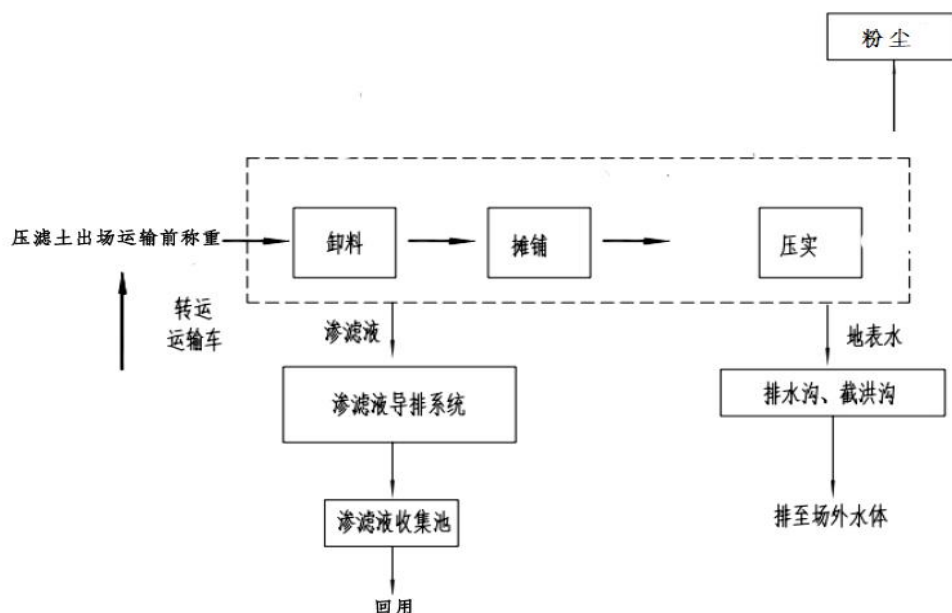 粉尘
压滤土出场运输前称重
卸料
摊铺
压实
转运
运输车
渗滤液
地表水
渗滤液导排系统
排水沟、截洪沟
渗滤液收集池
排至场外水体
回用